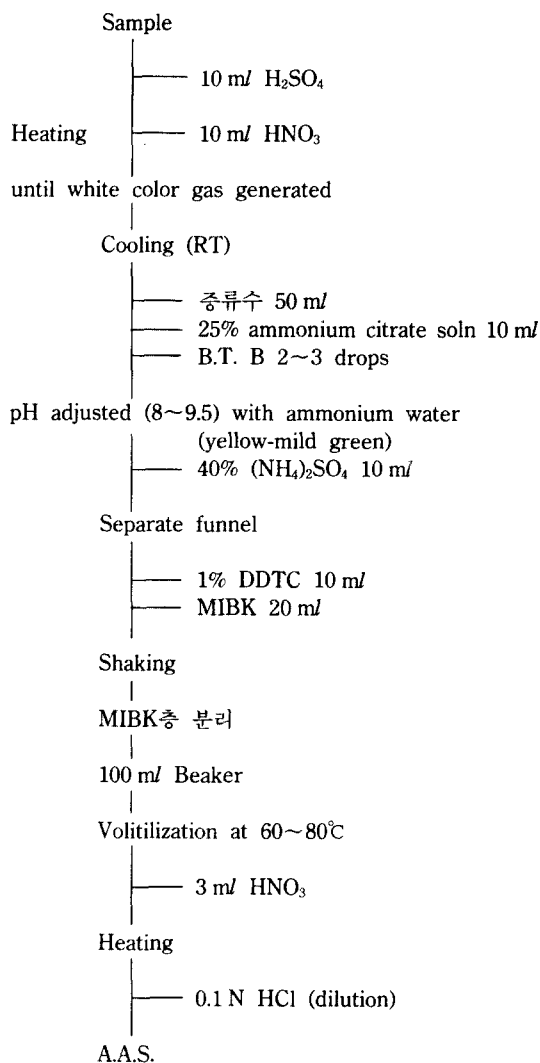 Sample
10 ml H₂SO₄
Heating 10 ml HNO₃
until white color gas generated
Cooling (RT)
증류수 50 ml
25% ammonium citrate soln 10 ml
B.T. B 2~3 drops
pH adjusted (8~9.5) with ammonium water
(yellow-mild green)
40% (NH₄)₂SO₄ 10 ml
Separate funnel
1% DDTC 10 ml
MIBK 20 ml
Shaking
MIBK층 분리
100 ml Beaker
Volitilization at 60~80℃
3 ml HNO₃
Heating
0.1 N HCl (dilution)
A.A.S.